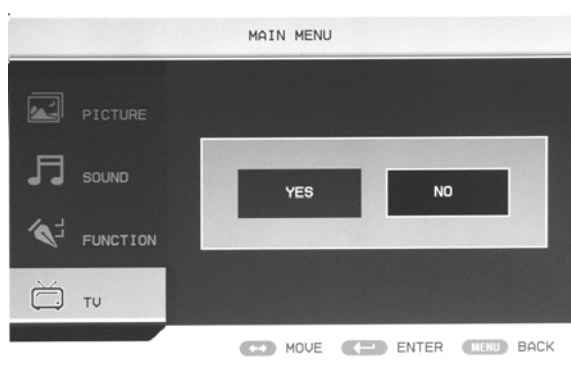 MAIN MENU
PICTURE
SOUND
FUNCTION
TV
YES NO
MOVE ENTER MENU BACK